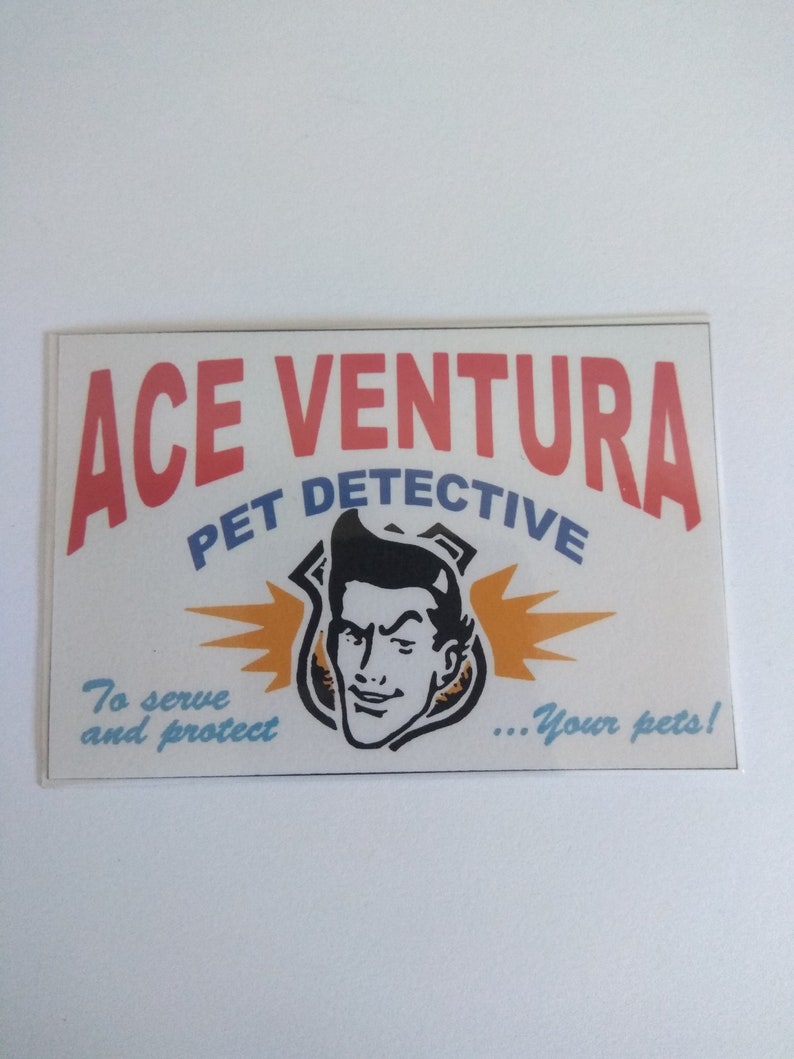 ACE VENTURA
PET DETECTIVE
To serve
and protect
...Your pets!